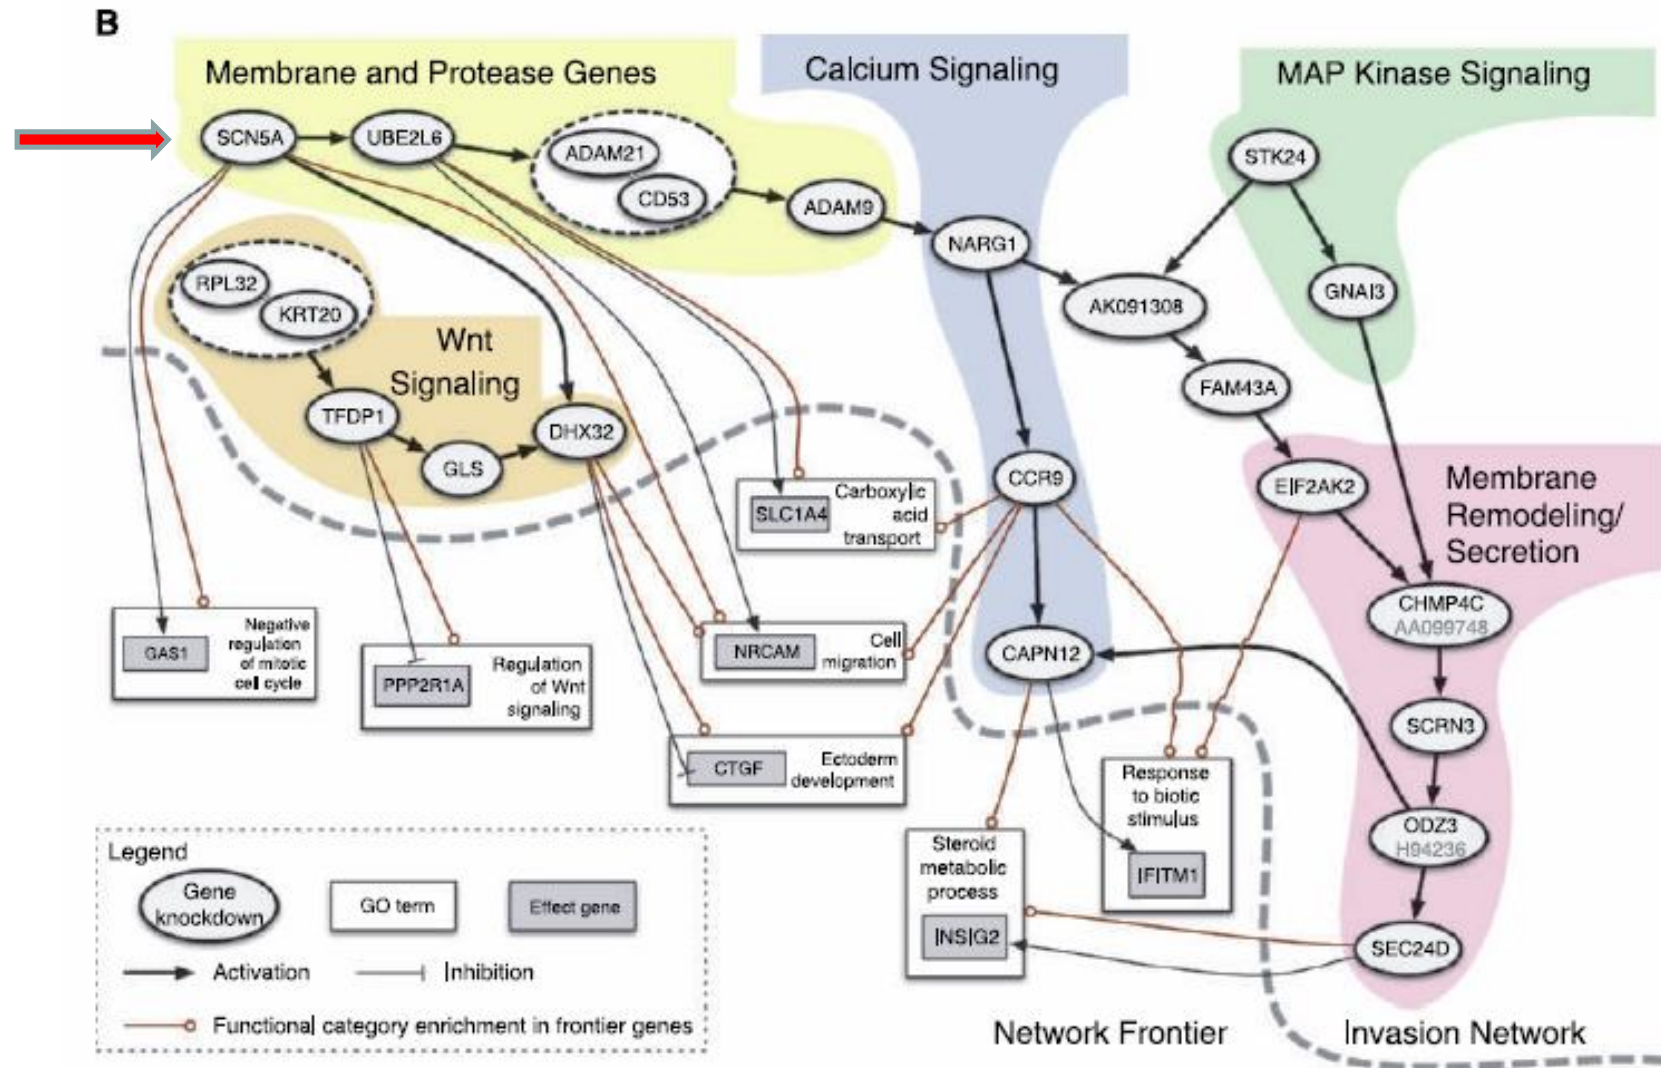 B
Membrane and Protease Genes
Calcium Signaling
MAP Kinase Signaling
SCN5A
UBE2L6
ADAM21
CD53
ADAM9
NARG1
STK24
AK091308
GNAI3
FAM43A
RPL32
KRT20
Wnt
Signaling
TFDP1
GLS
DHX32
CCR9
EIF2AK2
Membrane
Remodeling/
Secretion
SLC1A4
Carboxylic
acid
transport
CHMP4C
AA099748
GAS1
Negative
regulation
of mitotic
cell cycle
PPP2R1A
Regulation
of Wnt
signaling
NRCAM
Cell
migration
CAPN12
SCRN3
CTGF
Ectoderm
development
Response
to biotic
stimulus
IFITM1
ODZ3
H94236
Steroid
metabolic
process
INSIG2
SEC24D
Legend
Gene
knockdown
GO term
Effect gene
Activation
Inhibition
Functional category enrichment in frontier genes
Network Frontier
Invasion Network